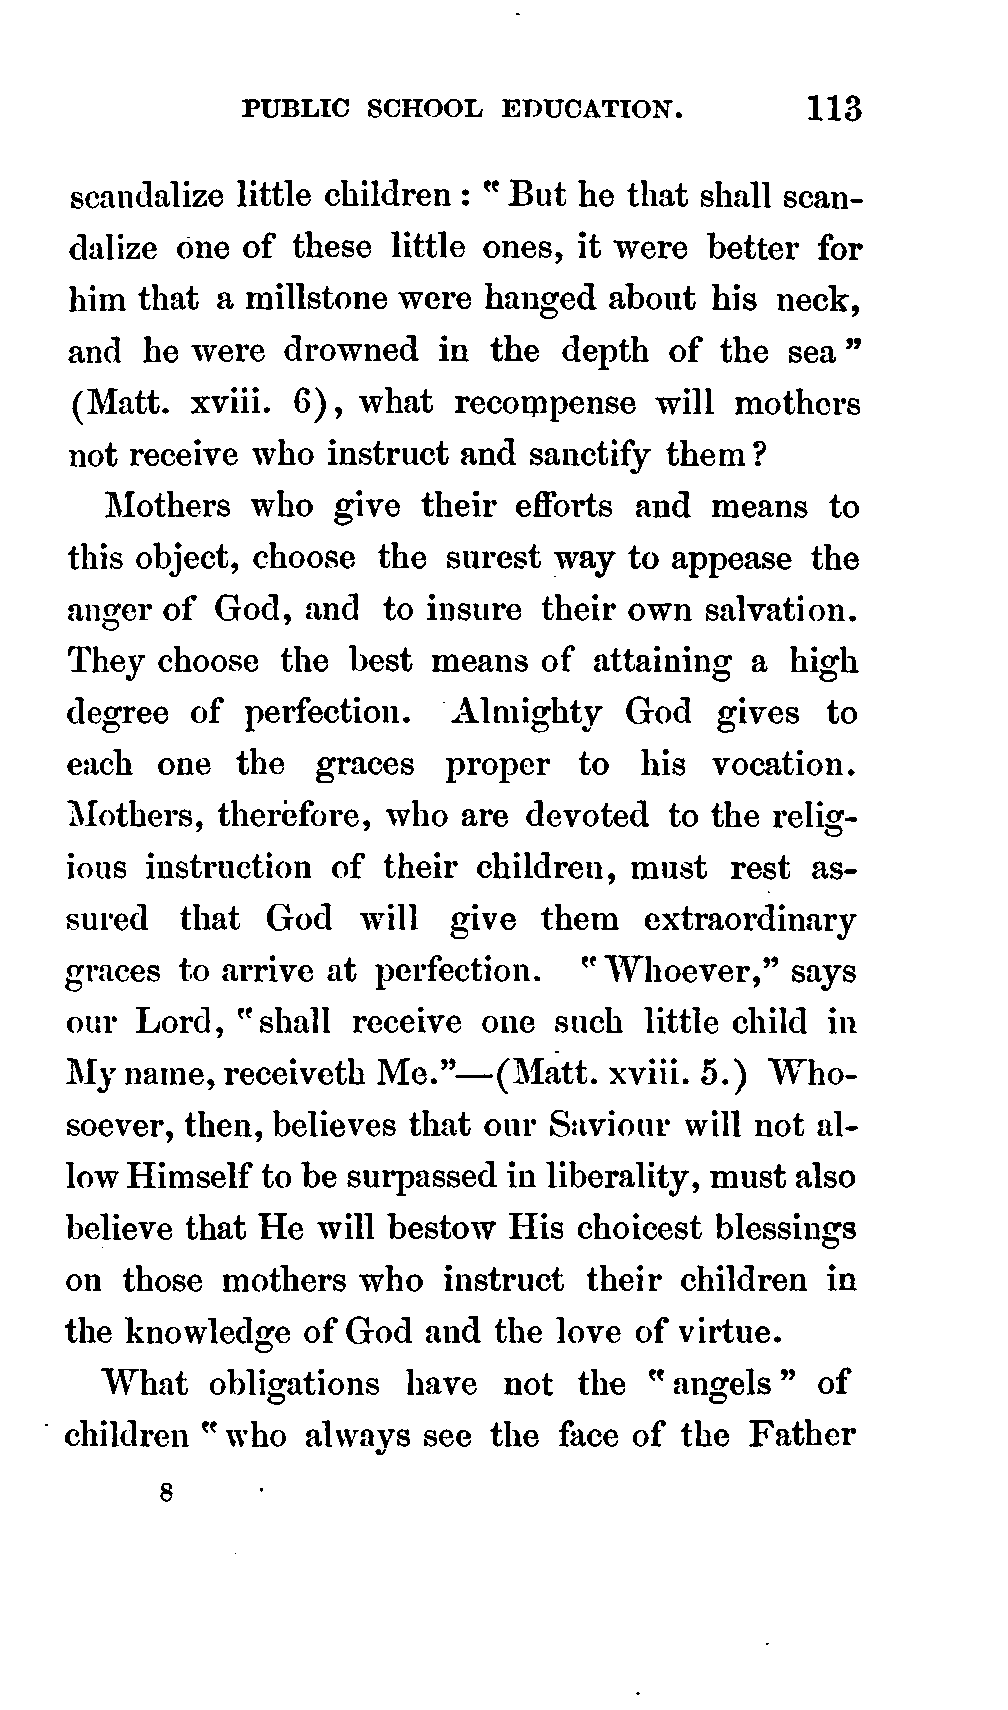 PUBLIC SCHOOL EDUCATION. 113
scandalize little children : " But he that shall scan-
dalize one of these little ones, it were better for
him that a millstone were hanged about his neck,
and he were drowned in the depth of the sea "
(Matt. xviii. 6), what recompense will mothers
not receive who instruct and sanctify them?
Mothers who give their efforts and means to
this object, choose the surest way to appease the
anger of God, and to insure their own salvation.
They choose the best means of attaining a high
degree of perfection. Almighty God gives to
each one the graces proper to his vocation.
Mothers, therefore, who are devoted to the relig-
ious instruction of their children, must rest as-
sured that God will give them extraordinary
graces to arrive at perfection. "Whoever," says
our Lord, "shall receive one such little child in
My name, receiveth Me."—(Matt. xviii. 5.) Who-
soever, then, believes that our Saviour will not al-
low Himself to be surpassed in liberality, must also
believe that He will bestow His choicest blessings
on those mothers who instruct their children in
the knowledge of God and the love of virtue.
What obligations have not the "angels" of
children "who always see the face of the Father
8